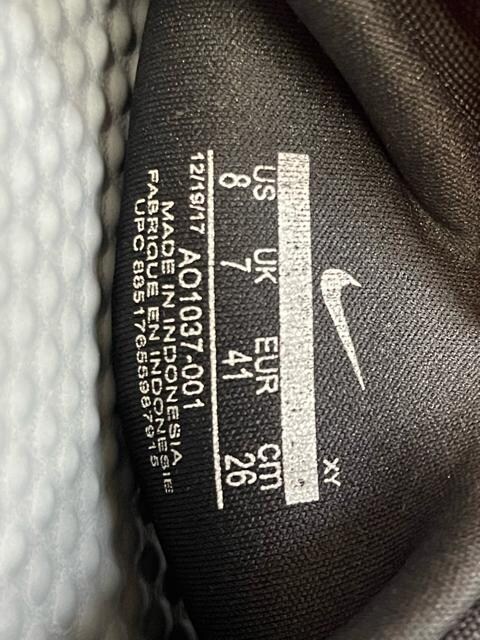 XY
US UK EUR cm
8 7 41 26
12/19/17 AO1037-001
MADE IN INDONESIA
FABRIQUE EN INDONESIE
UPC